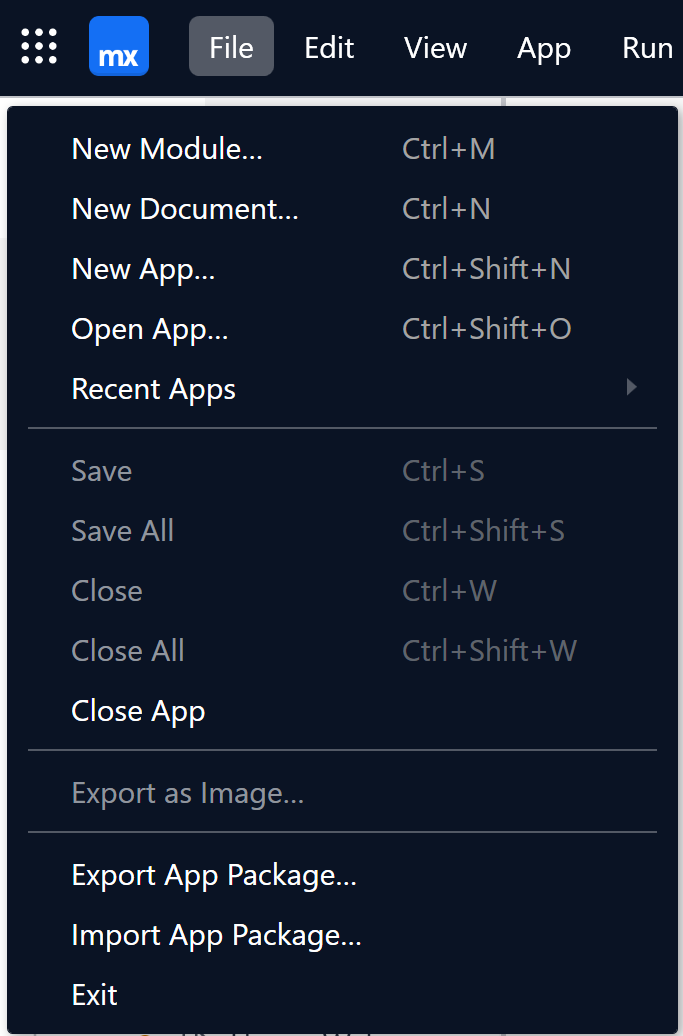 mx File Edit View App Run
New Module... Ctrl+M
New Document... Ctrl+N
New App... Ctrl+Shift+N
Open App... Ctrl+Shift+O
Recent Apps
Save Ctrl+S
Save All Ctrl+Shift+S
Close Ctrl+W
Close All Ctrl+Shift+W
Close App
Export as Image...
Export App Package...
Import App Package...
Exit